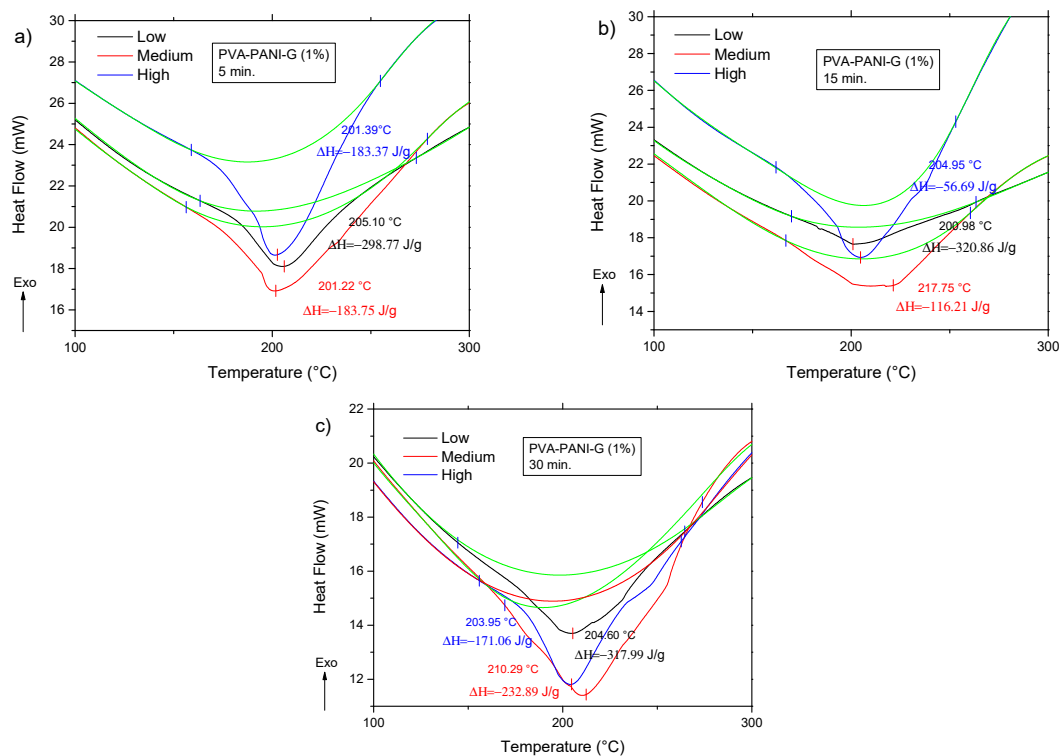 a)
PVA-PANI-G (1%)
5 min.
Low
Medium
High
201.39°C
ΔH=−183.37 J/g
205.10 °C
ΔH=−298.77 J/g
201.22 °C
ΔH=−183.75 J/g
Exo
Heat Flow (mW)
30
28
26
24
22
20
18
16
100
200
300
Temperature (°C)
b)
PVA-PANI-G (1%)
15 min.
Low
Medium
High
204.95 °C
ΔH=−56.69 J/g
200.98 °C
ΔH=−320.86 J/g
217.75 °C
ΔH=−116.21 J/g
Exo
Heat Flow (mW)
30
28
26
24
22
20
18
16
14
100
200
300
Temperature (°C)
c)
PVA-PANI-G (1%)
30 min.
Low
Medium
High
203.95 °C
ΔH=−171.06 J/g
204.60 °C
ΔH=−317.99 J/g
210.29 °C
ΔH=−232.89 J/g
Exo
Heat Flow (mW)
22
20
18
16
14
12
100
200
300
Temperature (°C)